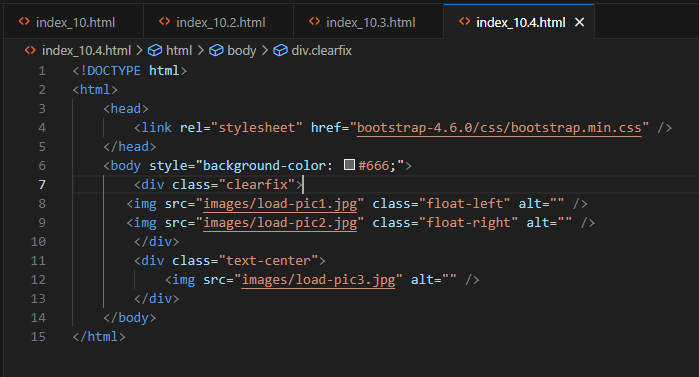 index_10.html index_10.2.html index_10.3.html index_10.4.html
index_10.4.html > html > body > div.clearfix
1 <!DOCTYPE html>
2 <html>
3 <head>
4 <link rel="stylesheet" href="bootstrap-4.6.0/css/bootstrap.min.css" />
5 </head>
6 <body style="background-color: #666;">
7 <div class="clearfix">
8 <img src="images/load-pic1.jpg" class="float-left" alt="" />
9 <img src="images/load-pic2.jpg" class="float-right" alt="" />
10 </div>
11 <div class="text-center">
12 <img src="images/load-pic3.jpg" alt="" />
13 </div>
14 </body>
15 </html>